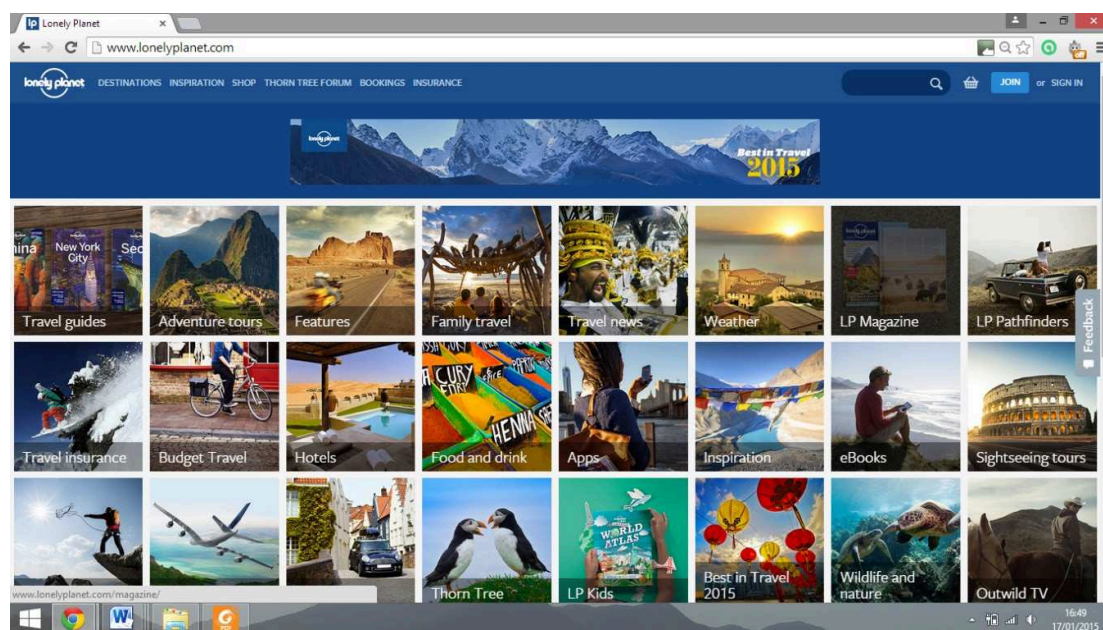 lp Lonely Planet
www.lonelyplanet.com
lonely planet DESTINATIONS INSPIRATION SHOP THORN TREE FORUM BOOKINGS INSURANCE JOIN or SIGN IN
lonely planet
Best in Travel
2015
New York
City
Travel guides Adventure tours Features Family travel Travel news Weather LP Magazine LP Pathfinders
Feedback
CURY
HENNA
Travel insurance Budget Travel Hotels Food and drink Apps Inspiration eBooks Sightseeing tours
WORLD
ATLAS
Thorn Tree LP Kids Best in Travel 2015 Wildlife and nature Outwild TV
www.lonelyplanet.com/magazine/
W
16:49
17/01/2015